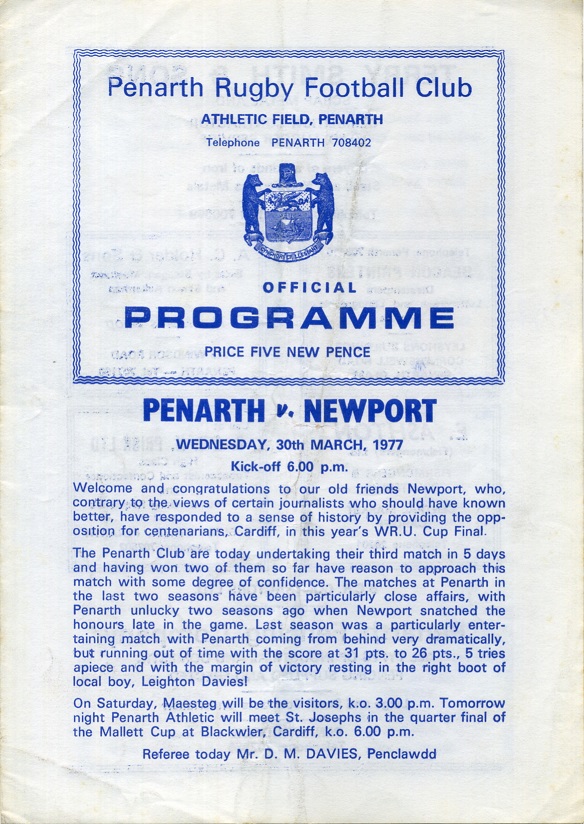 Penarth Rugby Football Club
ATHLETIC FIELD, PENARTH
Telephone PENARTH 708402
OFFICIAL
PROGRAMME
PRICE FIVE NEW PENCE
PENARTH v. NEWPORT
WEDNESDAY, 30th MARCH, 1977
Kick-off 6.00 p.m.
Welcome and congratulations to our old friends Newport, who,
contrary to the views of certain journalists who should have known
better, have responded to a sense of history by providing the opp-
osition for centenarians, Cardiff, in this year's WR.U. Cup Final.
The Penarth Club are today undertaking their third match in 5 days
and having won two of them so far have reason to approach this
match with some degree of confidence. The matches at Penarth in
the last two seasons have been particularly close affairs, with
Penarth unlucky two seasons ago when Newport snatched the
honours late in the game. Last season was a particularly enter-
taining match with Penarth coming from behind very dramatically,
but running out of time with the score at 31 pts. to 26 pts., 5 tries
apiece and with the margin of victory resting in the right boot of
local boy, Leighton Davies!
On Saturday, Maesteg will be the visitors, k.o. 3.00 p.m. Tomorrow
night Penarth Athletic will meet St. Josephs in the quarter final of
the Mallett Cup at Blackwier, Cardiff, k.o. 6.00 p.m.
Referee today Mr. D. M. DAVIES, Penclawdd